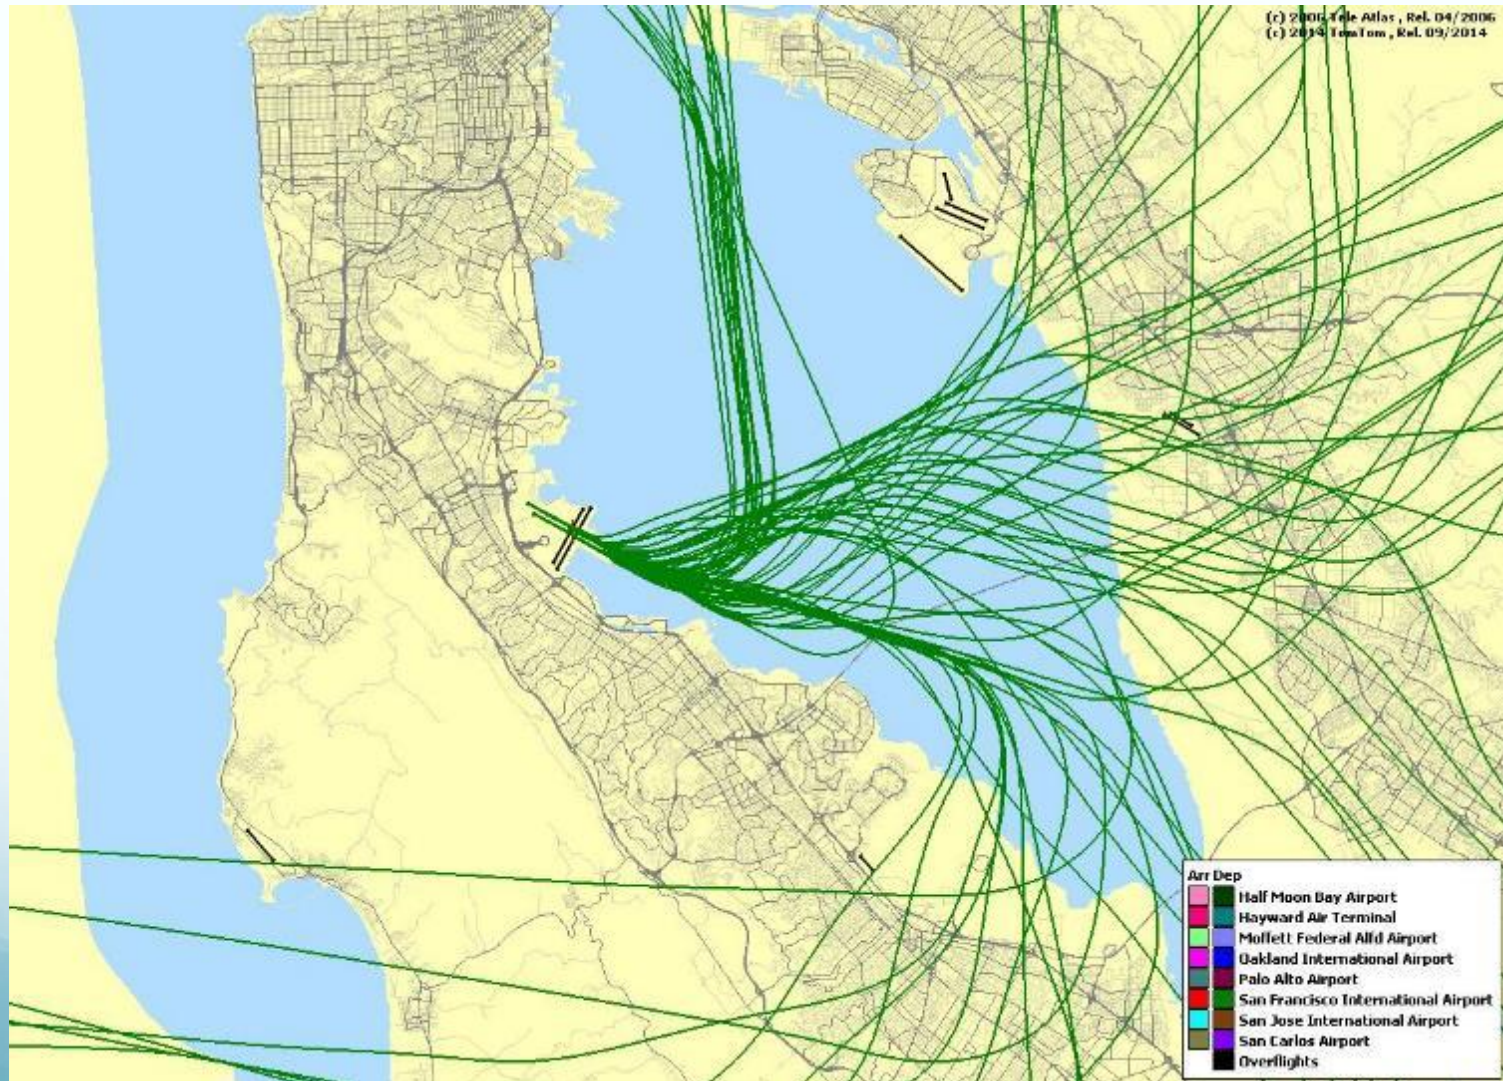 (c) 2006 Tele Atlas , Rel. 04/2006
(c) 2014 TomTom , Rel. 09/2014
Arr Dep
Half Moon Bay Airport
Hayward Air Terminal
Moffett Federal Alfd Airport
Oakland International Airport
Palo Alto Airport
San Francisco International Airport
San Jose International Airport
San Carlos Airport
Overflights